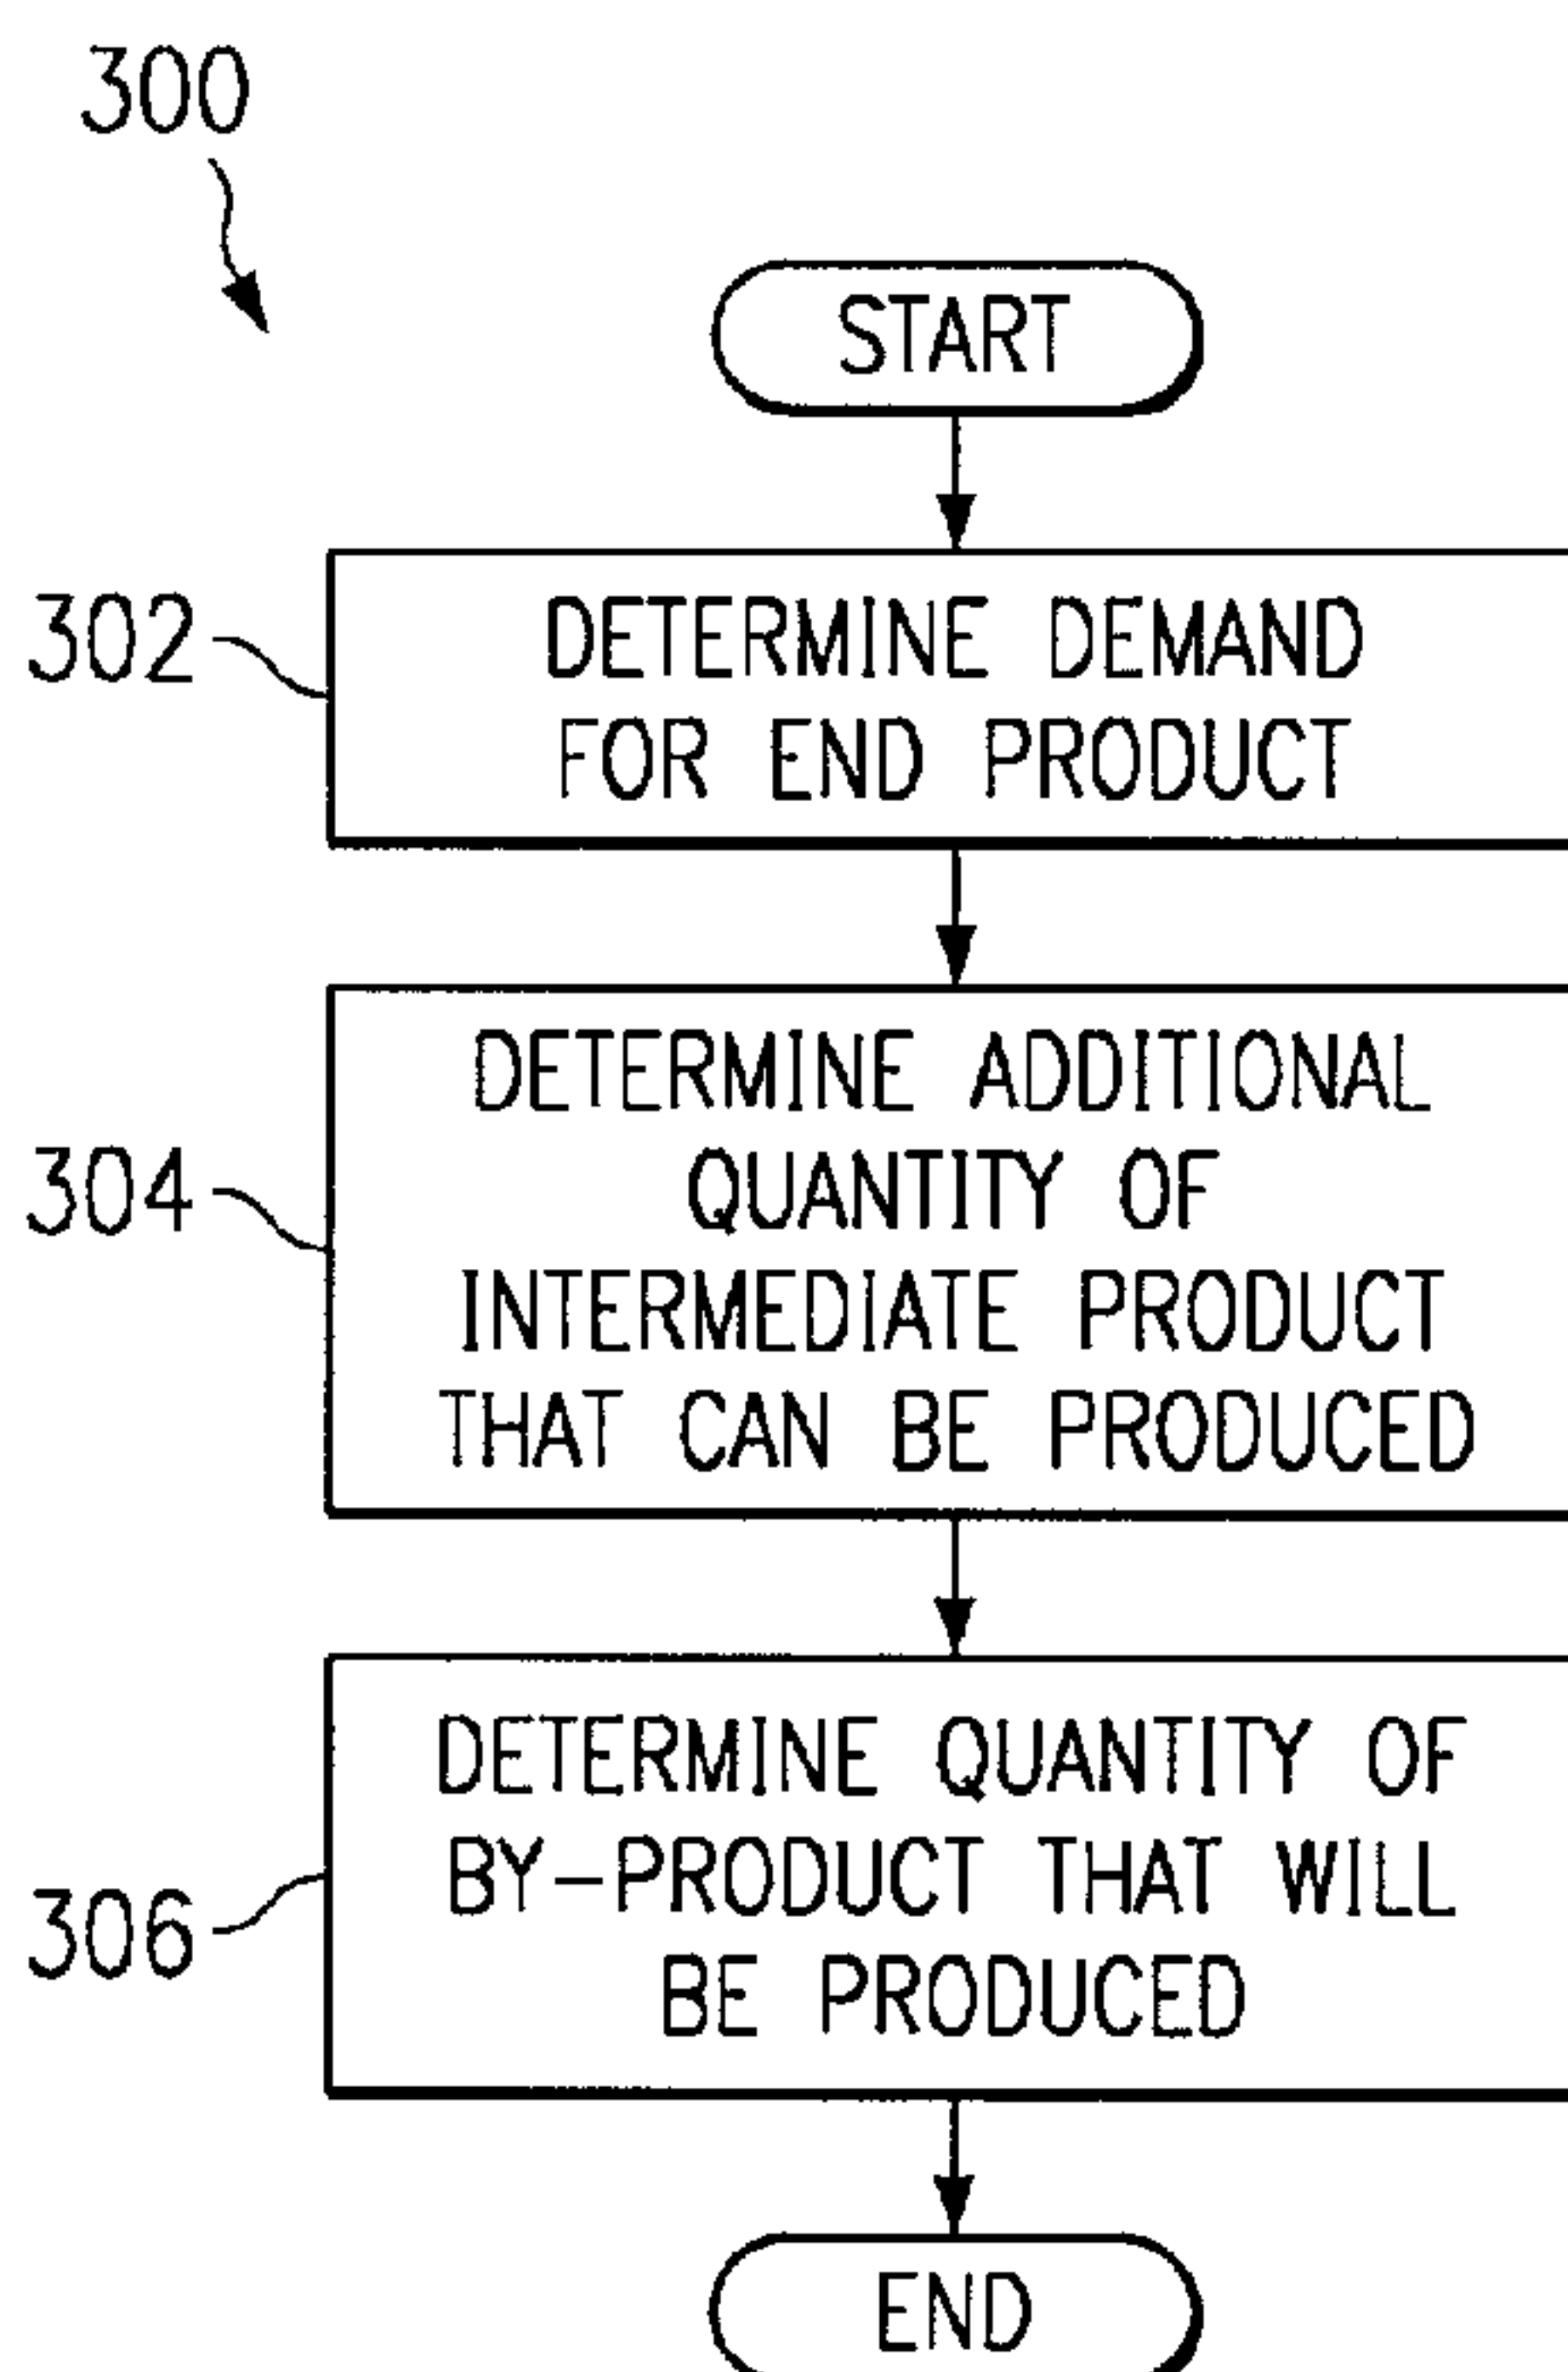 300
START
302
DETERMINE DEMAND
FOR END PRODUCT
304
DETERMINE ADDITIONAL
QUANTITY OF
INTERMEDIATE PRODUCT
THAT CAN BE PRODUCED
306
DETERMINE QUANTITY OF
BY-PRODUCT THAT WILL
BE PRODUCED
END